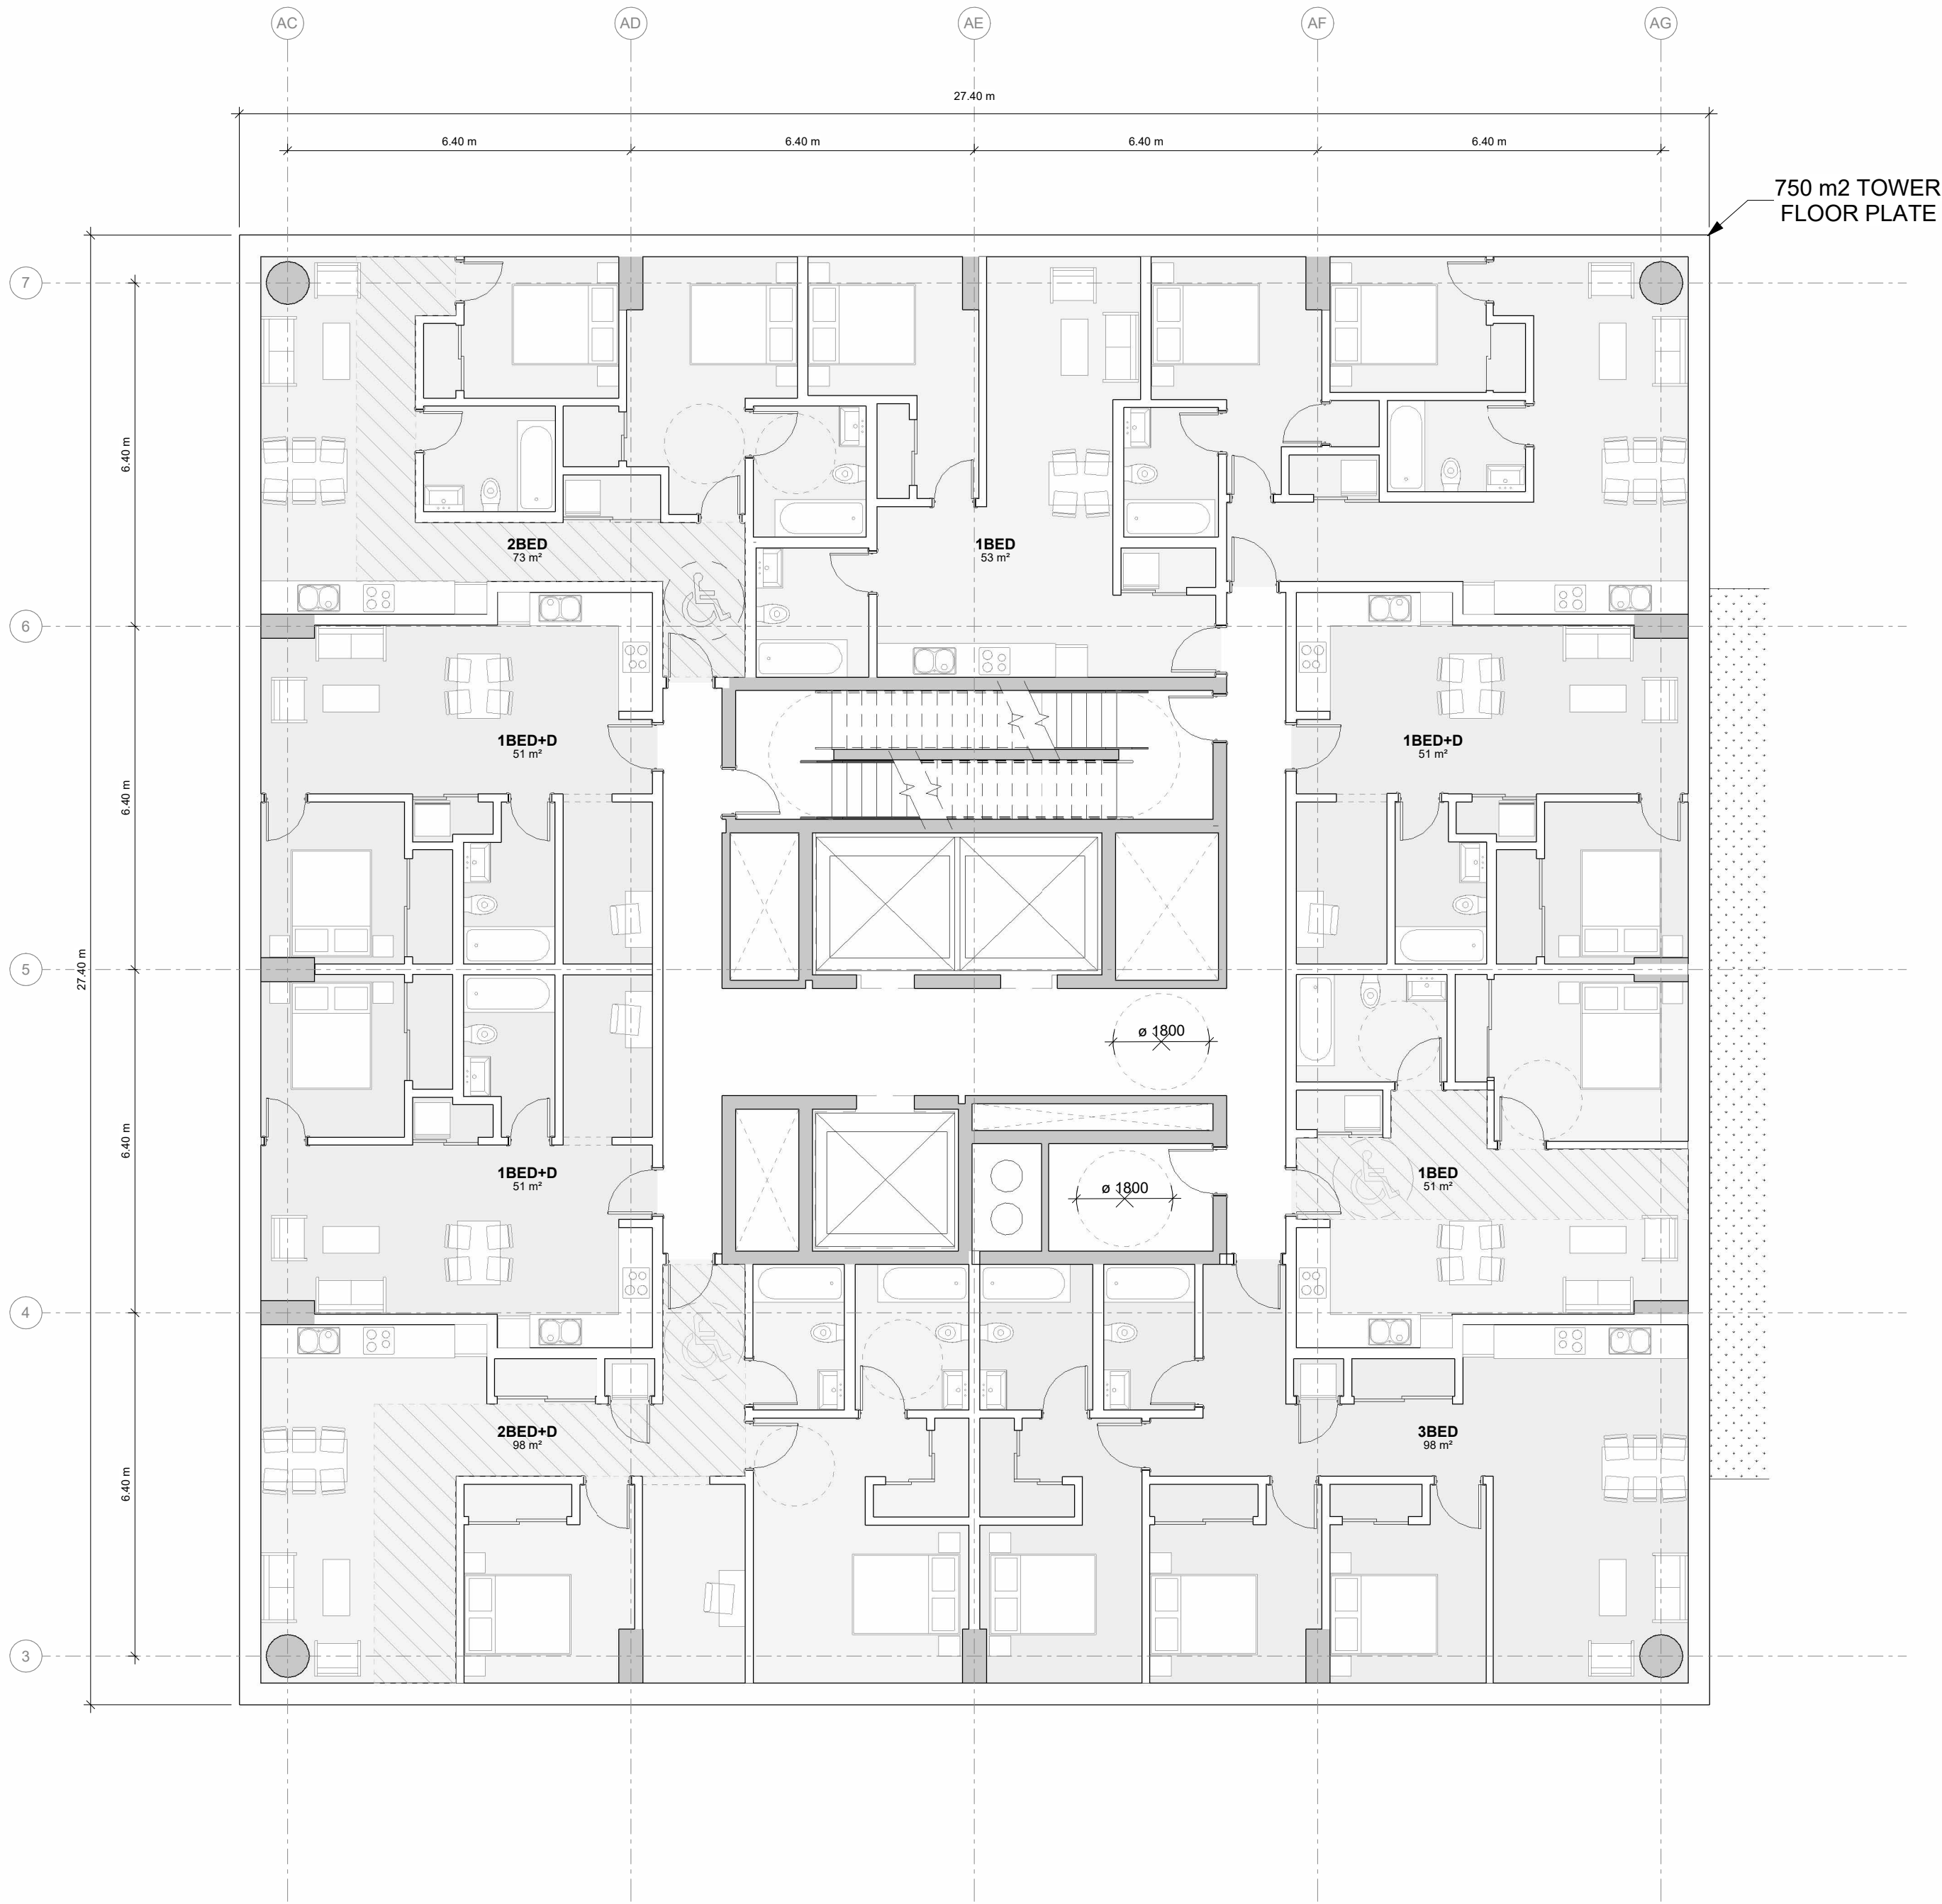 AC
AD
AE
AF
AG
27.40 m
6.40 m
6.40 m
6.40 m
6.40 m
750 m2 TOWER
FLOOR PLATE
7
6.40 m
2BED
73 m²
1BED
53 m²
6
1BED+D
51 m²
1BED+D
51 m²
6.40 m
5
27.40 m
ø 1800
6.40 m
1BED+D
51 m²
ø 1800
1BED
51 m²
4
2BED+D
98 m²
3BED
98 m²
6.40 m
3